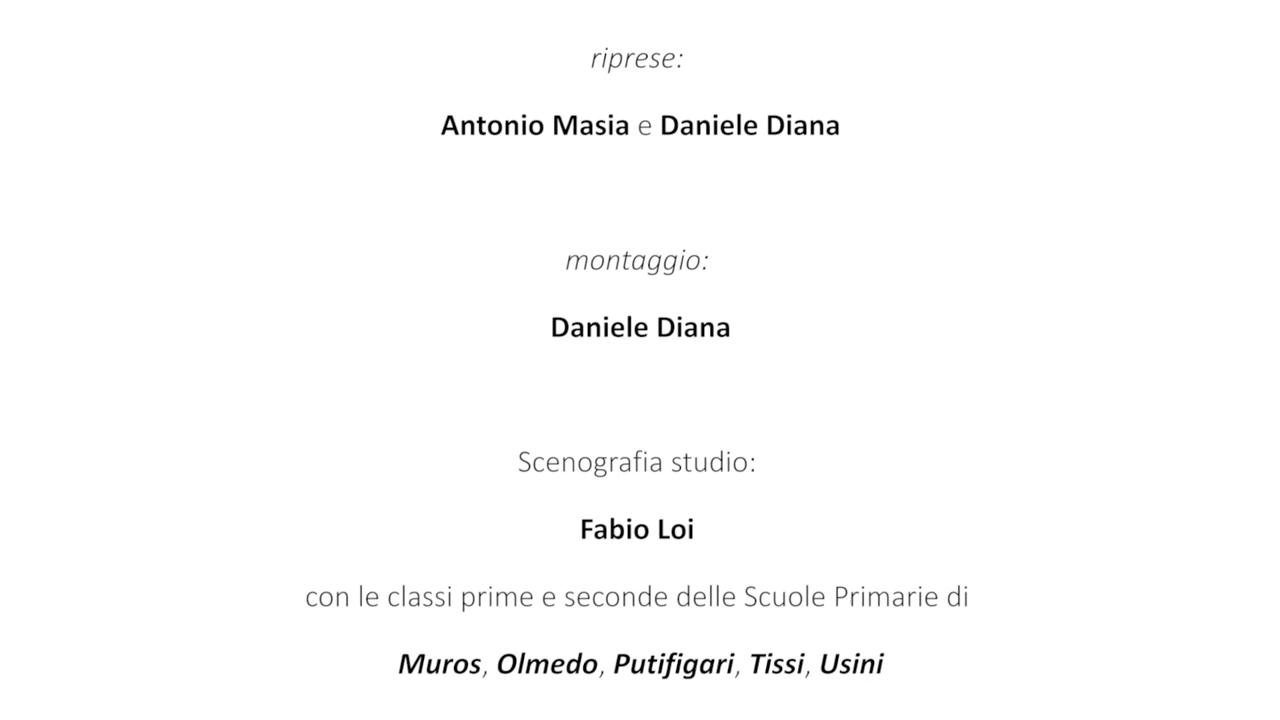 riprese:
Antonio Masia e Daniele Diana
montaggio:
Daniele Diana
Scenografia studio:
Fabio Loi
con le classi prime e seconde delle Scuole Primarie di
Muros, Olmedo, Putifigari, Tissi, Usini